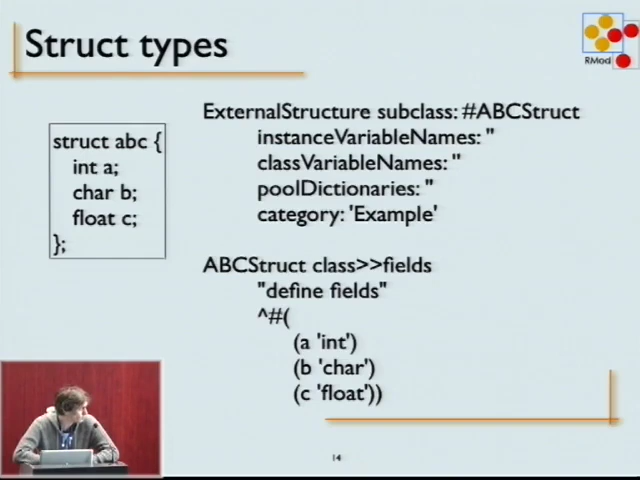 Struct types
RMod
struct abc {
int a;
char b;
float c;
};
ExternalStructure subclass: #ABCStruct
instanceVariableNames: ''
classVariableNames: ''
poolDictionaries: ''
category: 'Example'
ABCStruct class>>fields
"define fields"
^#(
(a 'int')
(b 'char')
(c 'float'))
14